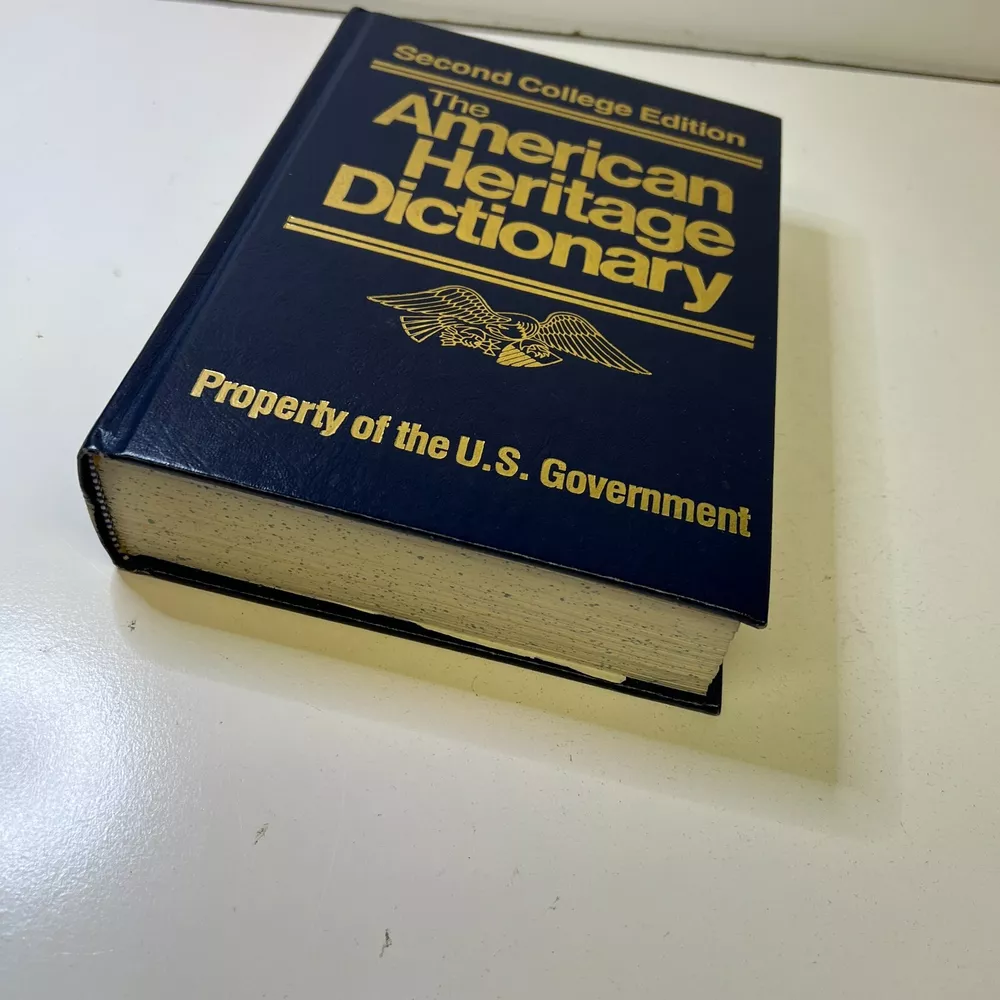 Second College Edition
The
American
Heritage
Dictionary
Property of the U.S. Government